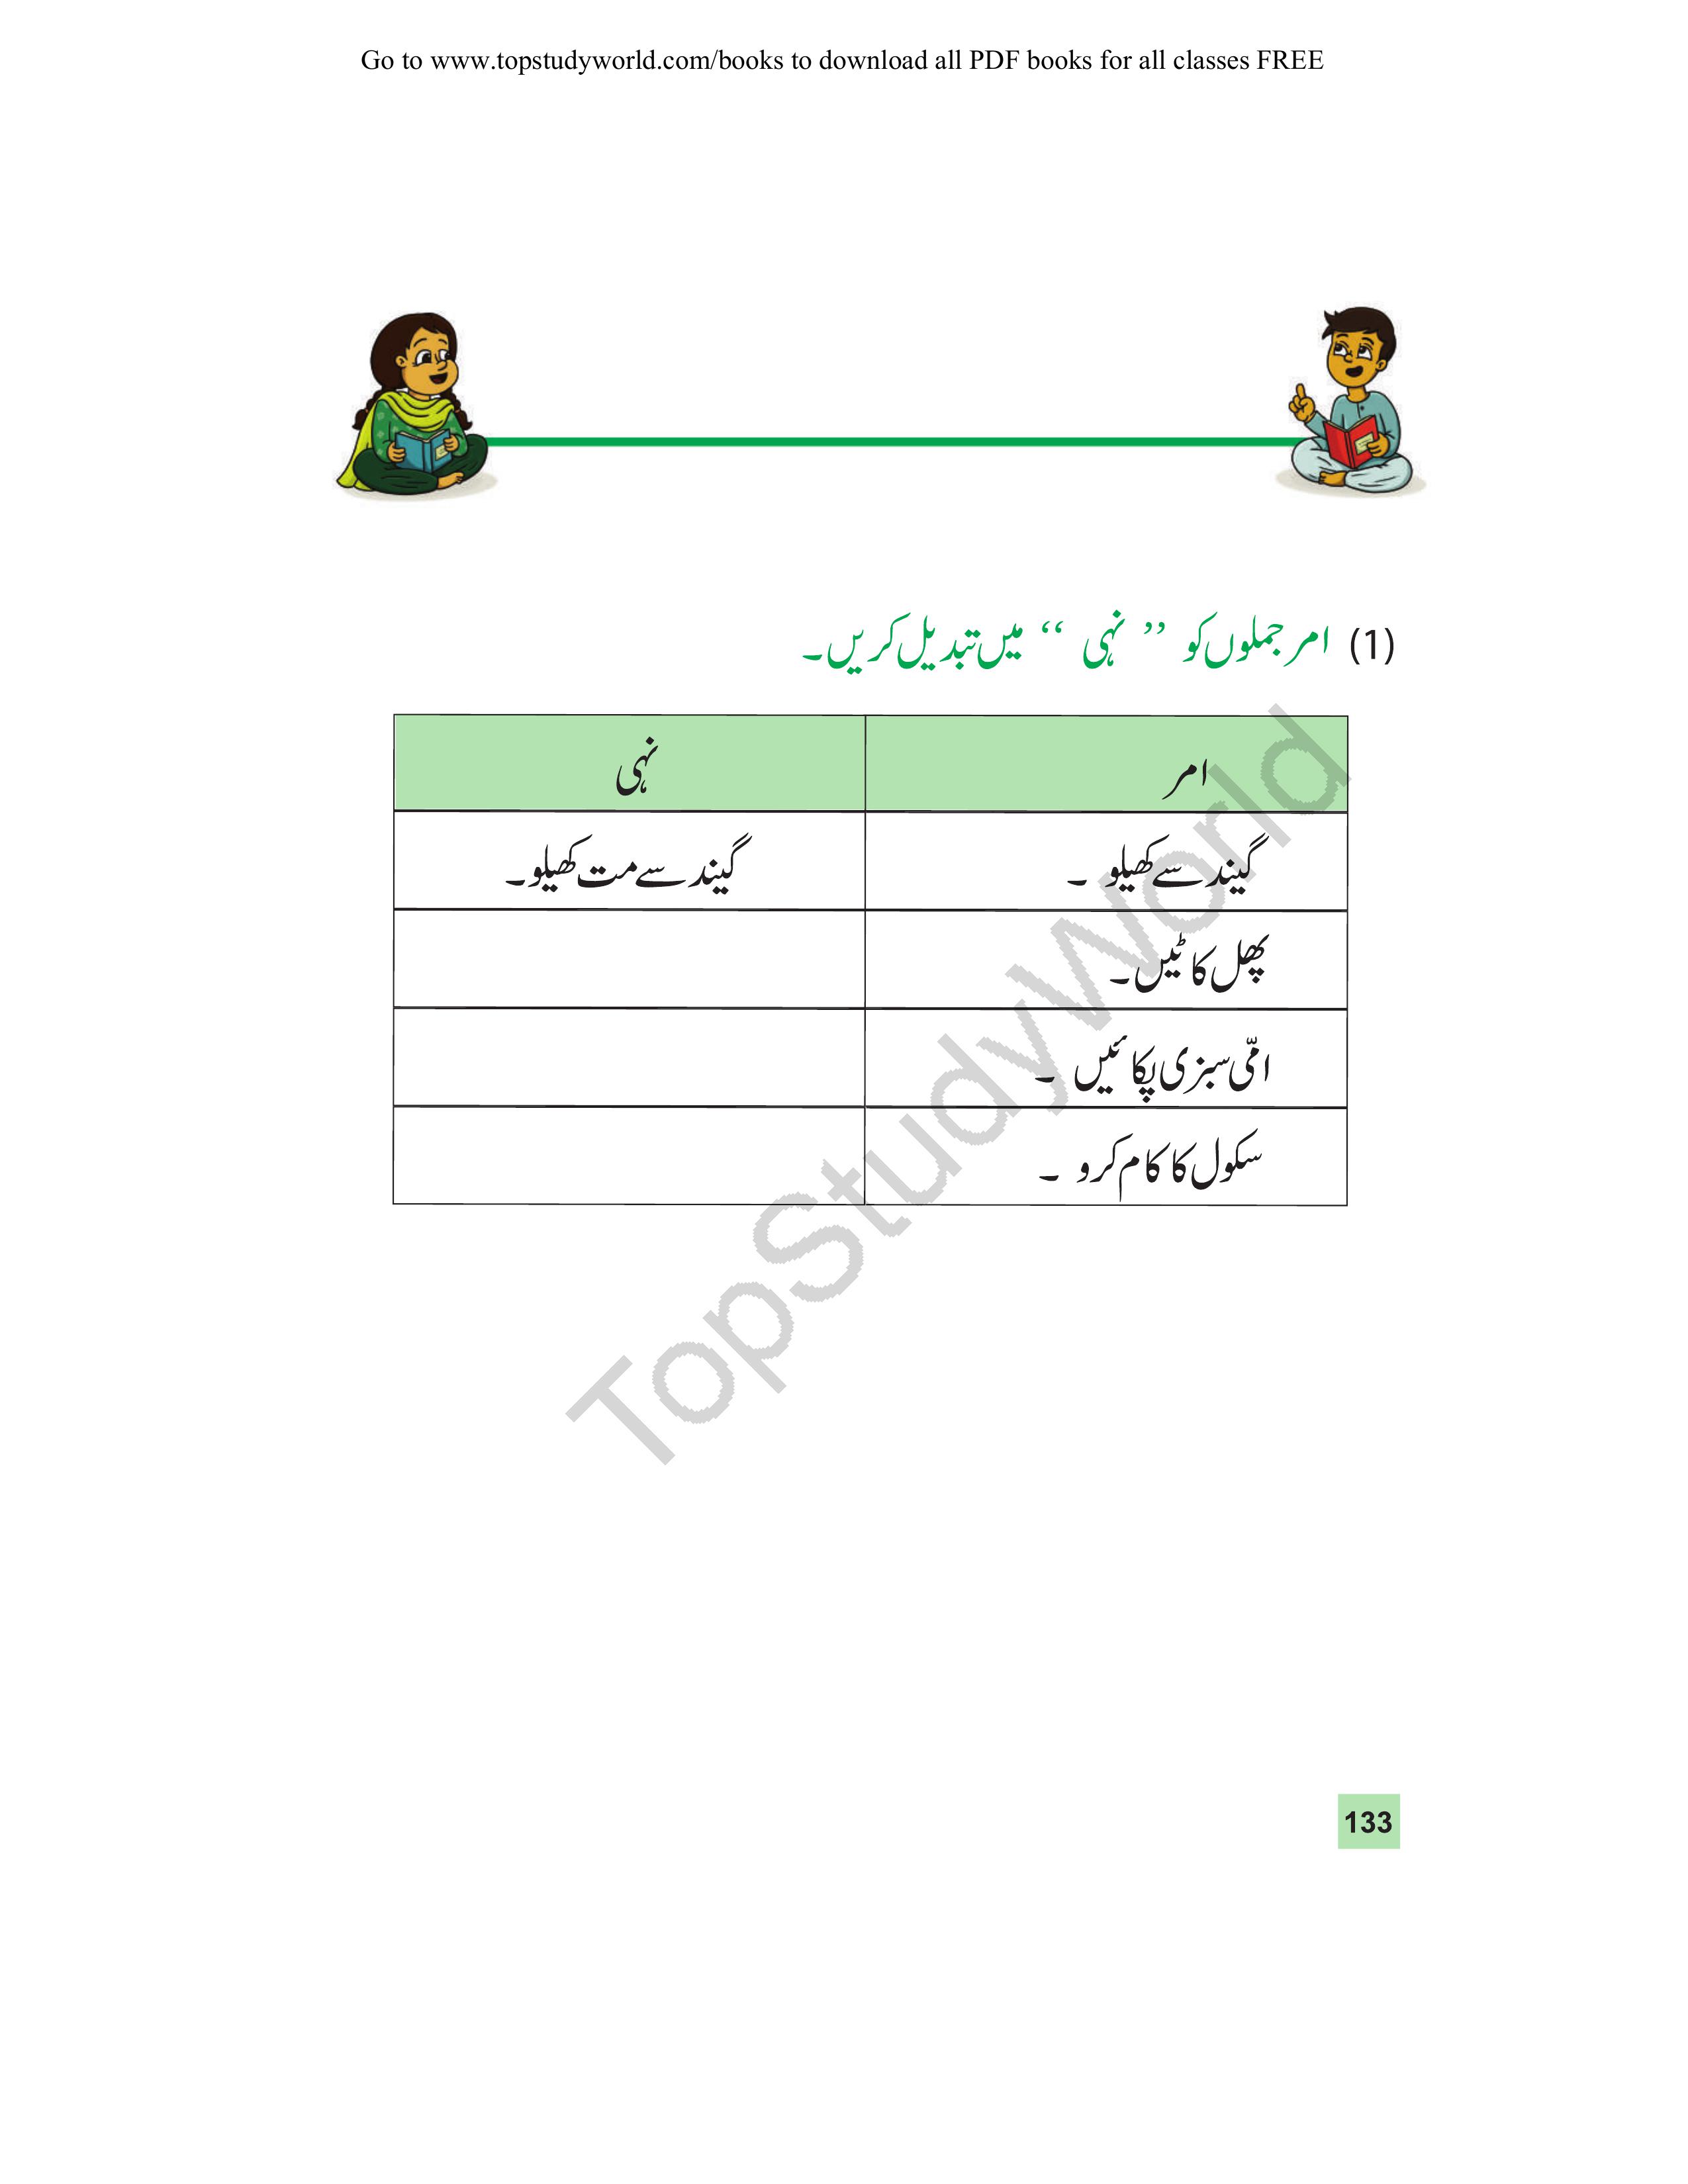 Go to www.topstudyworld.com/books to download all PDF books for all classes FREE
(1) امر جملوں کو ’’ نہی ‘‘ میں تبدیل کریں۔
امر نہی
گیند سے کھیلو ۔ گیند سے مت کھیلو۔
پھل کاٹیں۔
امّی سبزی پکائیں ۔
سکول کا کام کرو ۔
TopStudyWorld
133